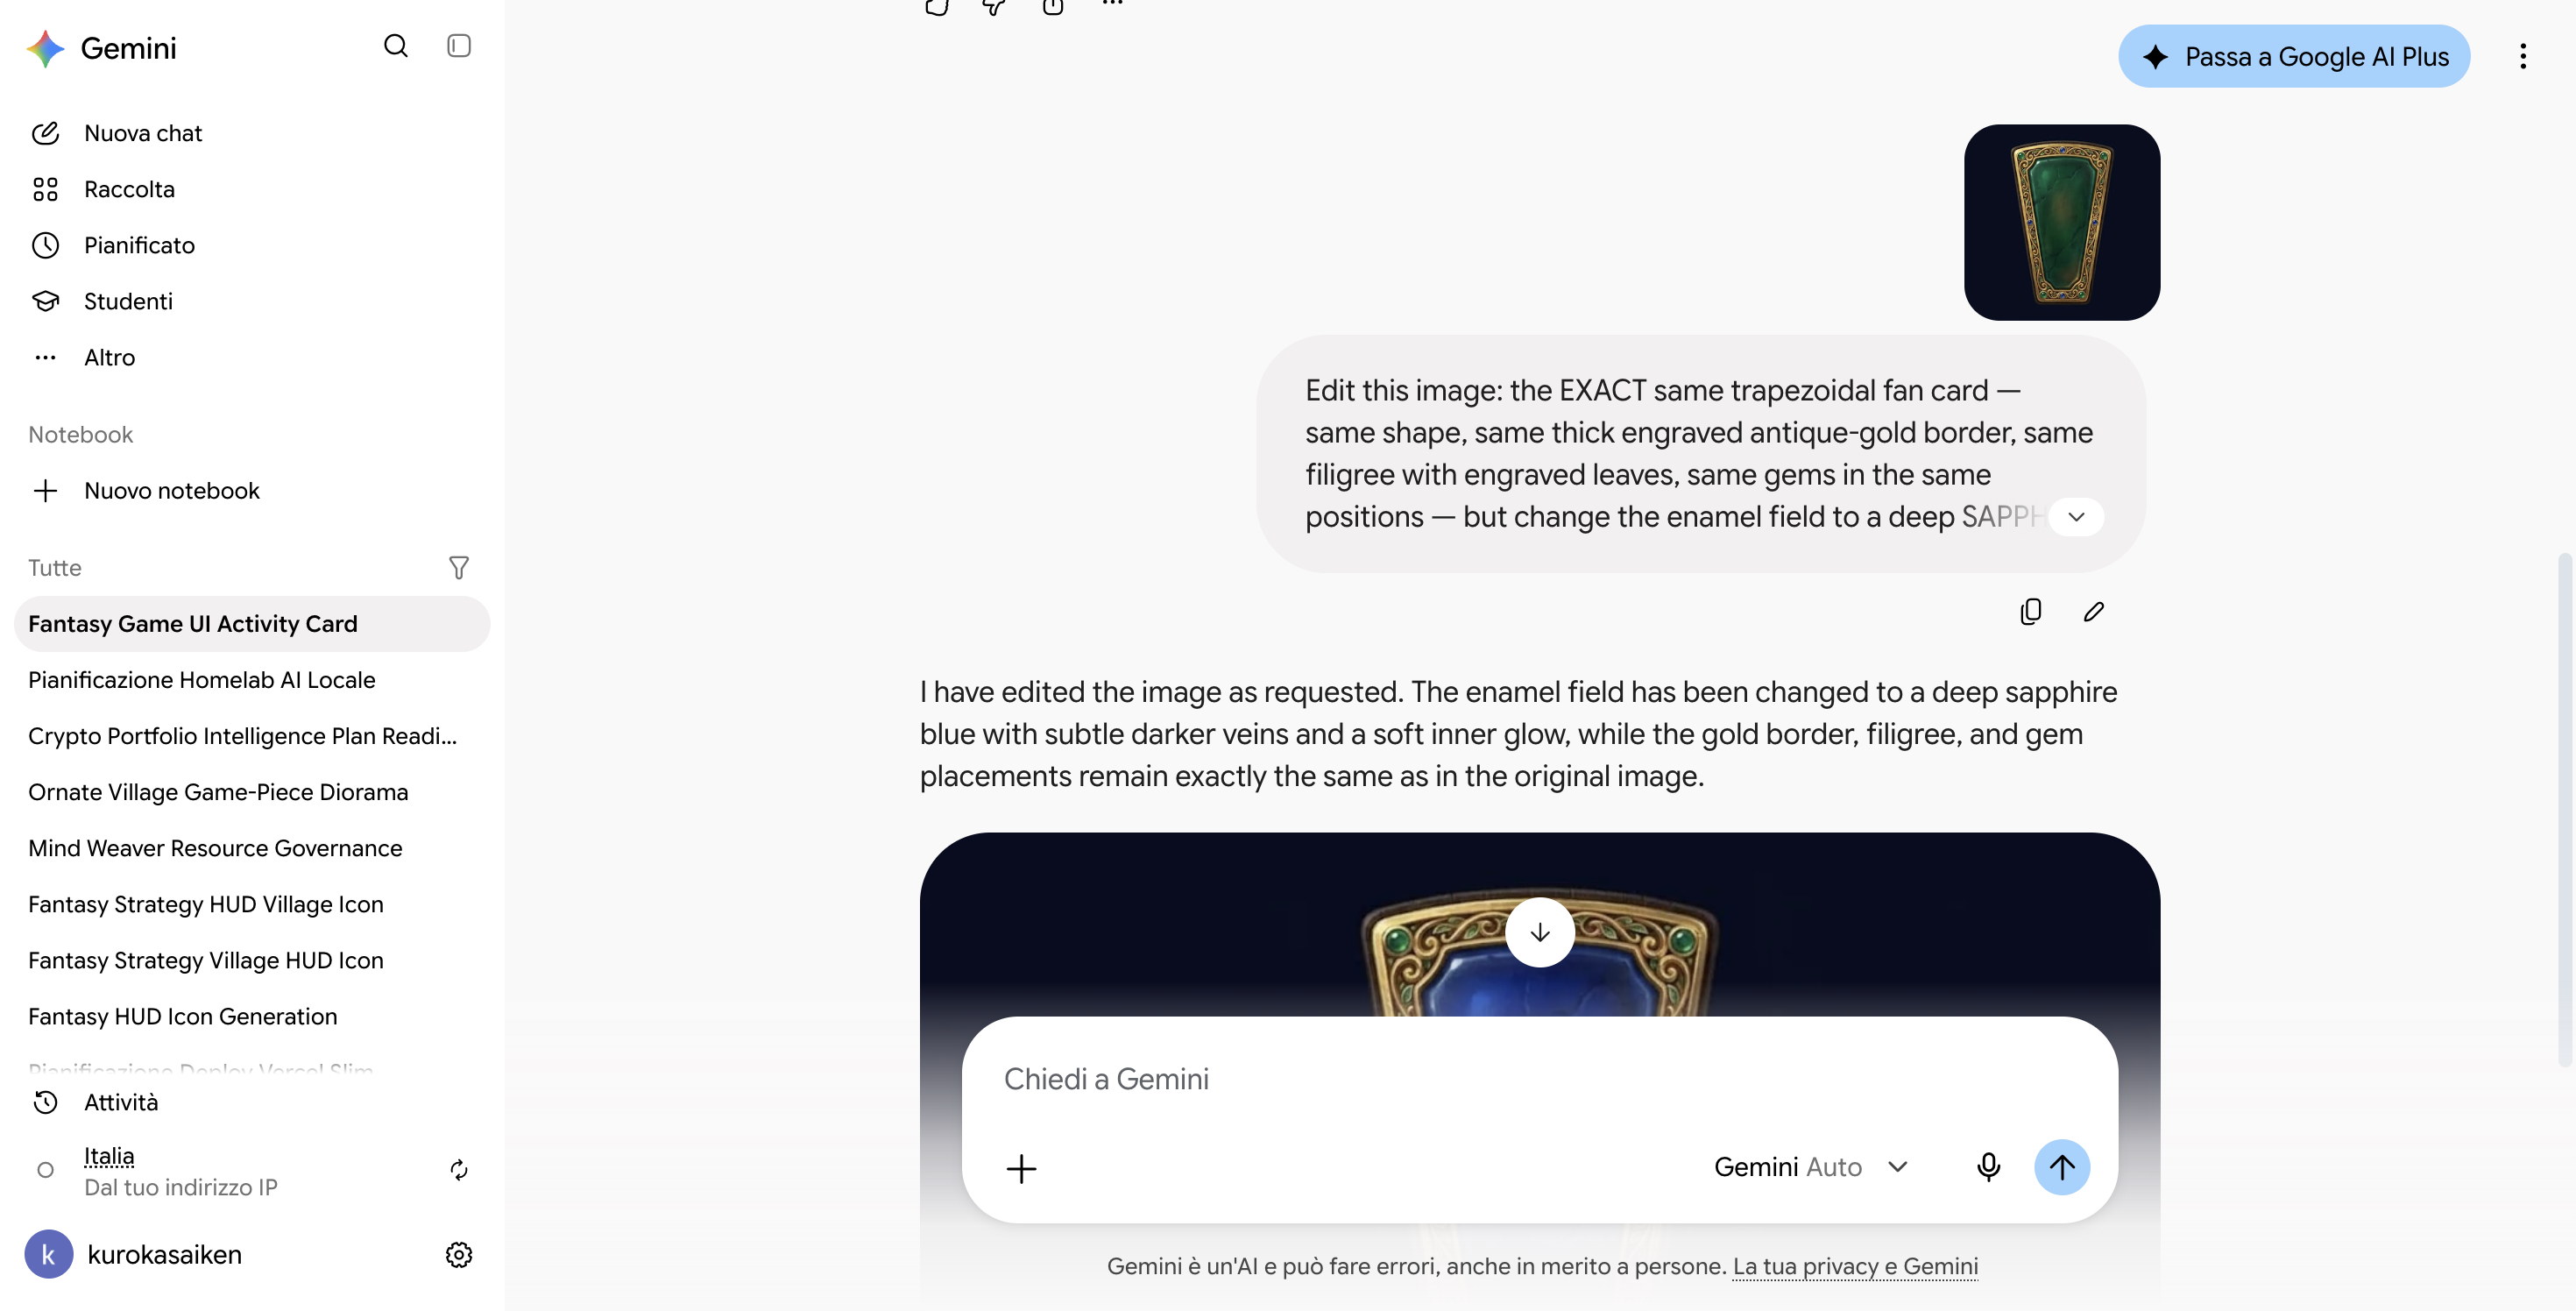 Gemini
Nuova chat
Raccolta
Pianificato
Studenti
Altro
Notebook
Nuovo notebook
Tutte
Fantasy Game UI Activity Card
Pianificazione Homelab AI Locale
Crypto Portfolio Intelligence Plan Readi...
Ornate Village Game-Piece Diorama
Mind Weaver Resource Governance
Fantasy Strategy HUD Village Icon
Fantasy Strategy Village HUD Icon
Fantasy HUD Icon Generation
Pianificazione Deploy Vercel Slim
Attività
Italia
Dal tuo indirizzo IP
k
kurokasaiken
Passa a Google AI Plus
Edit this image: the EXACT same trapezoidal fan card —
same shape, same thick engraved antique-gold border, same
filigree with engraved leaves, same gems in the same
positions — but change the enamel field to a deep SAPPH
I have edited the image as requested. The enamel field has been changed to a deep sapphire
blue with subtle darker veins and a soft inner glow, while the gold border, filigree, and gem
placements remain exactly the same as in the original image.
Chiedi a Gemini
Gemini Auto
Gemini è un'AI e può fare errori, anche in merito a persone. La tua privacy e Gemini